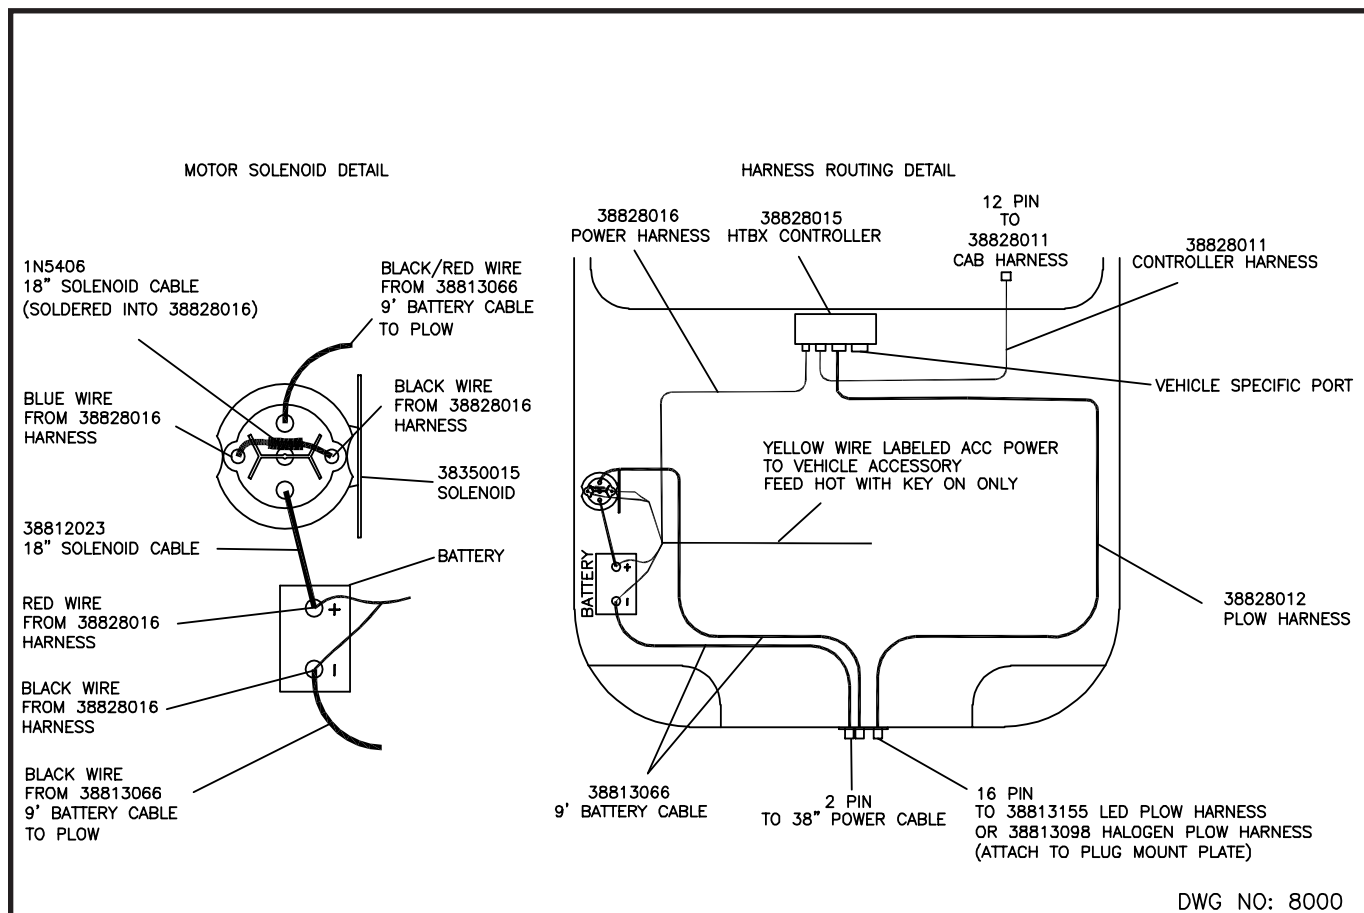 MOTOR SOLENOID DETAIL
1N5406
18" SOLENOID CABLE
(SOLDERED INTO 38828016)
BLACK/RED WIRE
FROM 38813066
9' BATTERY CABLE
TO PLOW
BLUE WIRE
FROM 38828016
HARNESS
BLACK WIRE
FROM 38828016
HARNESS
38350015
SOLENOID
38812023
18" SOLENOID CABLE
BATTERY
RED WIRE
FROM 38828016
HARNESS
+
-
BLACK WIRE
FROM 38828016
HARNESS
BLACK WIRE
FROM 38813066
9' BATTERY CABLE
TO PLOW
HARNESS ROUTING DETAIL
38828016
POWER HARNESS
38828015
HTBX CONTROLLER
12 PIN
TO
38828011
CAB HARNESS
38828011
CONTROLLER HARNESS
VEHICLE SPECIFIC PORT
YELLOW WIRE LABELED ACC POWER
TO VEHICLE ACCESSORY
FEED HOT WITH KEY ON ONLY
BATTERY
+
-
38828012
PLOW HARNESS
38813066
9' BATTERY CABLE
2 PIN
TO 38" POWER CABLE
16 PIN
TO 38813155 LED PLOW HARNESS
OR 38813098 HALOGEN PLOW HARNESS
(ATTACH TO PLUG MOUNT PLATE)
DWG NO: 8000